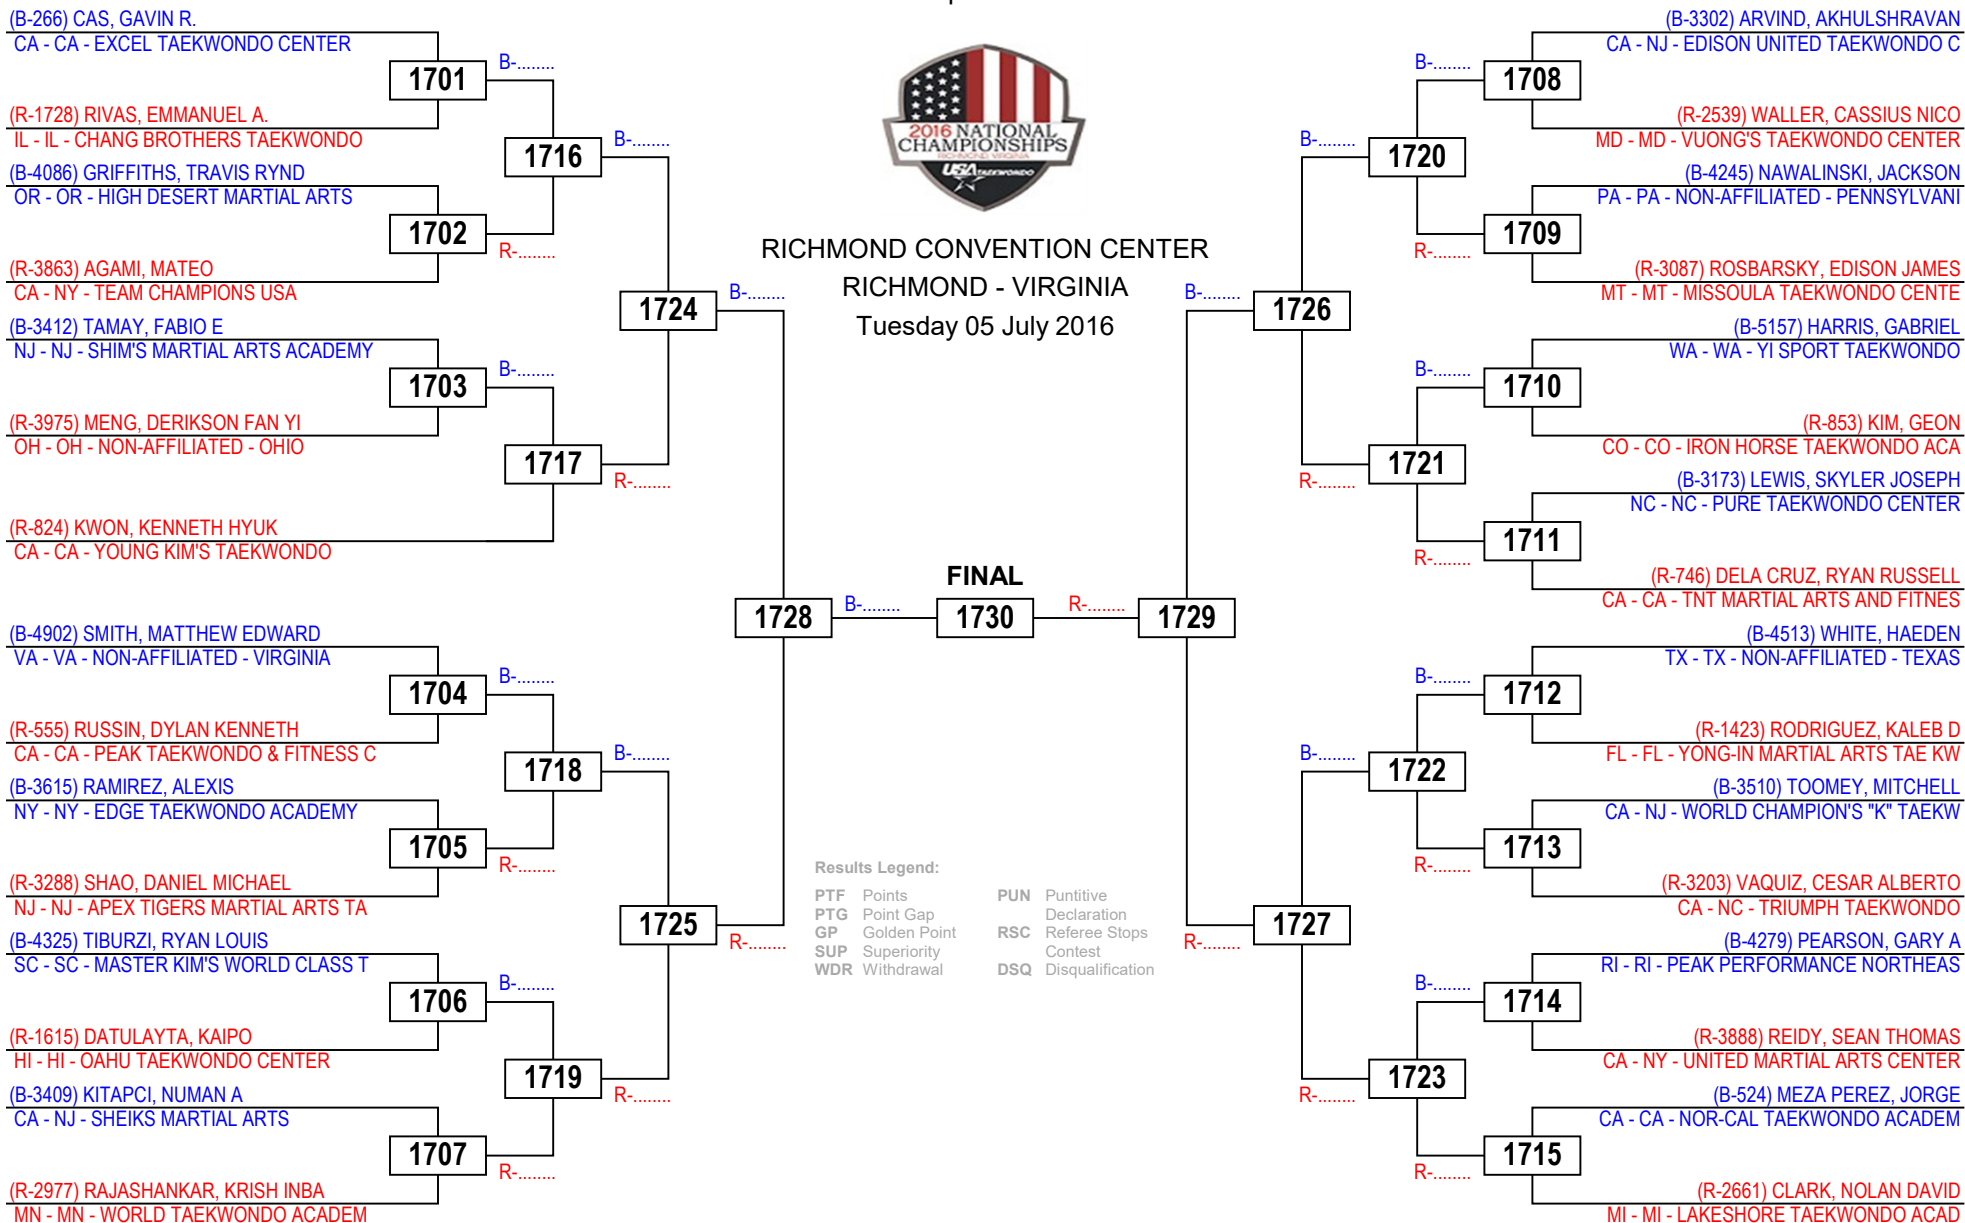 (B-266) CAS, GAVIN R.
CA - CA - EXCEL TAEKWONDO CENTER
1701
B-........
(R-1728) RIVAS, EMMANUEL A.
IL - IL - CHANG BROTHERS TAEKWONDO
1716
B-........
(B-4086) GRIFFITHS, TRAVIS RYND
OR - OR - HIGH DESERT MARTIAL ARTS
1702
R-........
(R-3863) AGAMI, MATEO
CA - NY - TEAM CHAMPIONS USA
1724
B-........
(B-3412) TAMAY, FABIO E
NJ - NJ - SHIM'S MARTIAL ARTS ACADEMY
1703
B-........
(R-3975) MENG, DERIKSON FAN YI
OH - OH - NON-AFFILIATED - OHIO
1717
R-........
(R-824) KWON, KENNETH HYUK
CA - CA - YOUNG KIM'S TAEKWONDO
1728
B-........
(B-4902) SMITH, MATTHEW EDWARD
VA - VA - NON-AFFILIATED - VIRGINIA
1704
B-........
(R-555) RUSSIN, DYLAN KENNETH
CA - CA - PEAK TAEKWONDO & FITNESS C
1718
B-........
(B-3615) RAMIREZ, ALEXIS
NY - NY - EDGE TAEKWONDO ACADEMY
1705
R-........
(R-3288) SHAO, DANIEL MICHAEL
NJ - NJ - APEX TIGERS MARTIAL ARTS TA
1725
R-........
(B-4325) TIBURZI, RYAN LOUIS
SC - SC - MASTER KIM'S WORLD CLASS T
1706
B-........
(R-1615) DATULAYTA, KAIPO
HI - HI - OAHU TAEKWONDO CENTER
1719
R-........
(B-3409) KITAPCI, NUMAN A
CA - NJ - SHEIKS MARTIAL ARTS
1707
R-........
(R-2977) RAJASHANKAR, KRISH INBA
MN - MN - WORLD TAEKWONDO ACADEM
2016 NATIONAL
CHAMPIONSHIPS
RICHMOND, VIRGINIA
USA TAEKWONDO
RICHMOND CONVENTION CENTER
RICHMOND - VIRGINIA
Tuesday 05 July 2016
FINAL
1730
Results Legend:
PTF Points
PTG Point Gap
GP Golden Point
SUP Superiority
WDR Withdrawal
PUN Puntitive
Declaration
RSC Referee Stops
Contest
DSQ Disqualification
(B-3302) ARVIND, AKHULSHRAVAN
CA - NJ - EDISON UNITED TAEKWONDO C
B-........
1708
(R-2539) WALLER, CASSIUS NICO
MD - MD - VUONG'S TAEKWONDO CENTER
B-........
1720
(B-4245) NAWALINSKI, JACKSON
PA - PA - NON-AFFILIATED - PENNSYLVANI
1709
R-........
(R-3087) ROSBARSKY, EDISON JAMES
MT - MT - MISSOULA TAEKWONDO CENTE
B-........
1726
(B-5157) HARRIS, GABRIEL
WA - WA - YI SPORT TAEKWONDO
B-........
1710
(R-853) KIM, GEON
CO - CO - IRON HORSE TAEKWONDO ACA
1721
R-........
(B-3173) LEWIS, SKYLER JOSEPH
NC - NC - PURE TAEKWONDO CENTER
1711
R-........
(R-746) DELA CRUZ, RYAN RUSSELL
CA - CA - TNT MARTIAL ARTS AND FITNES
R-........
1729
(B-4513) WHITE, HAEDEN
TX - TX - NON-AFFILIATED - TEXAS
B-........
1712
(R-1423) RODRIGUEZ, KALEB D
FL - FL - YONG-IN MARTIAL ARTS TAE KW
B-........
1722
(B-3510) TOOMEY, MITCHELL
CA - NJ - WORLD CHAMPION'S "K" TAEKW
1713
R-........
(R-3203) VAQUIZ, CESAR ALBERTO
CA - NC - TRIUMPH TAEKWONDO
1727
R-........
(B-4279) PEARSON, GARY A
RI - RI - PEAK PERFORMANCE NORTHEAS
B-........
1714
(R-3888) REIDY, SEAN THOMAS
CA - NY - UNITED MARTIAL ARTS CENTER
1723
R-........
(B-524) MEZA PEREZ, JORGE
CA - CA - NOR-CAL TAEKWONDO ACADEM
1715
R-........
(R-2661) CLARK, NOLAN DAVID
MI - MI - LAKESHORE TAEKWONDO ACAD